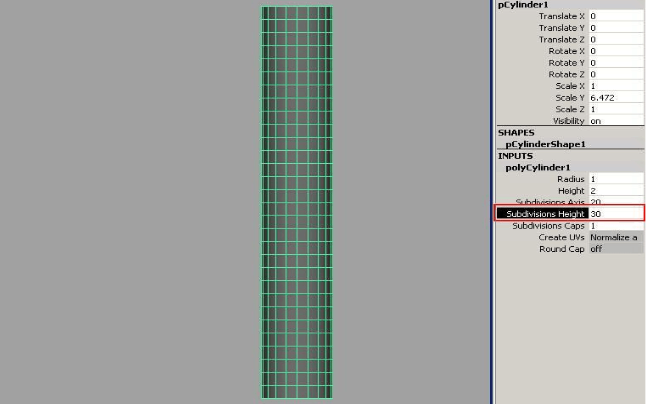 pCylinder1
Translate X 0
Translate Y 0
Translate Z 0
Rotate X 0
Rotate Y 0
Rotate Z 0
Scale X 1
Scale Y 6.472
Scale Z 1
Visibility on
SHAPES
pCylinderShape1
INPUTS
polyCylinder1
Radius 1
Height 2
Subdivisions Axis 20
Subdivisions Height 30
Subdivisions Caps 1
Create UVs Normalize a
Round Cap off